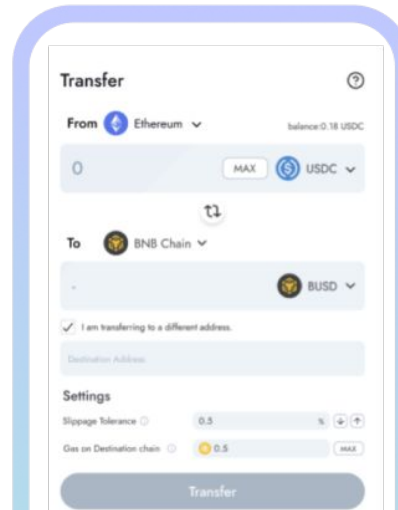 Transfer
From Ethereum balance:0.18 USDC
0 MAX USDC
To BNB Chain
- BUSD
I am transferring to a different address.
Destination Address
Settings
Slippage Tolerance 0.5 %
Gas on Destination chain 0.5 MAX
Transfer